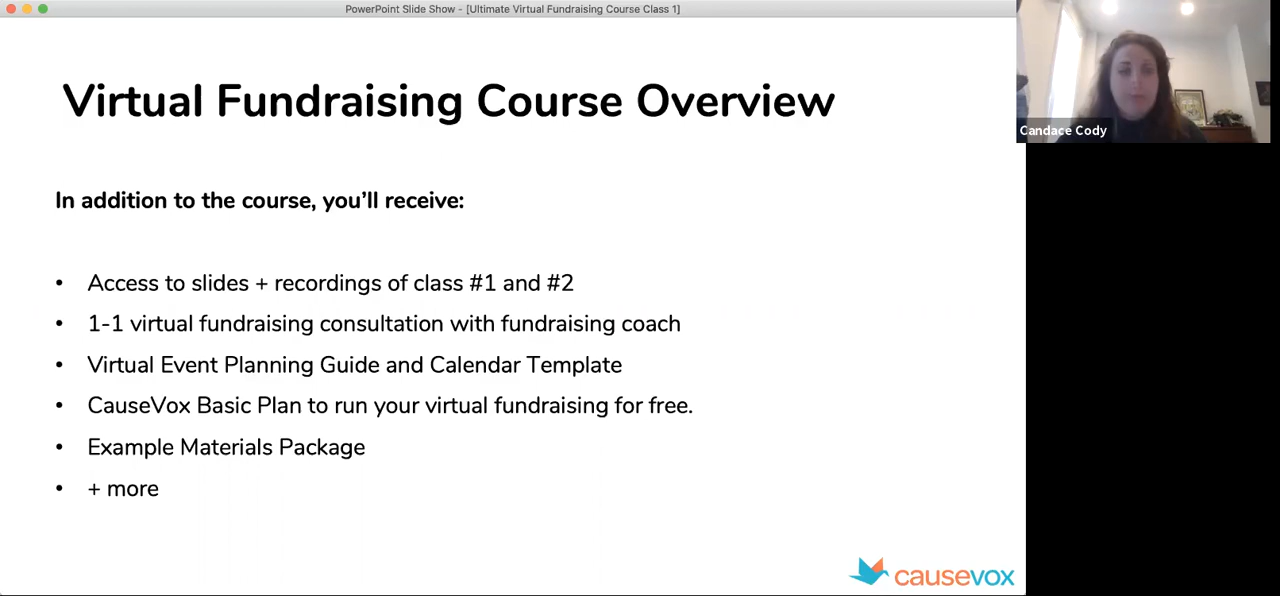 PowerPoint Slide Show - [Ultimate Virtual Fundraising Course Class 1]
Virtual Fundraising Course Overview
Candace Cody
In addition to the course, you’ll receive:
• Access to slides + recordings of class #1 and #2
• 1-1 virtual fundraising consultation with fundraising coach
• Virtual Event Planning Guide and Calendar Template
• CauseVox Basic Plan to run your virtual fundraising for free.
• Example Materials Package
• + more
causevox